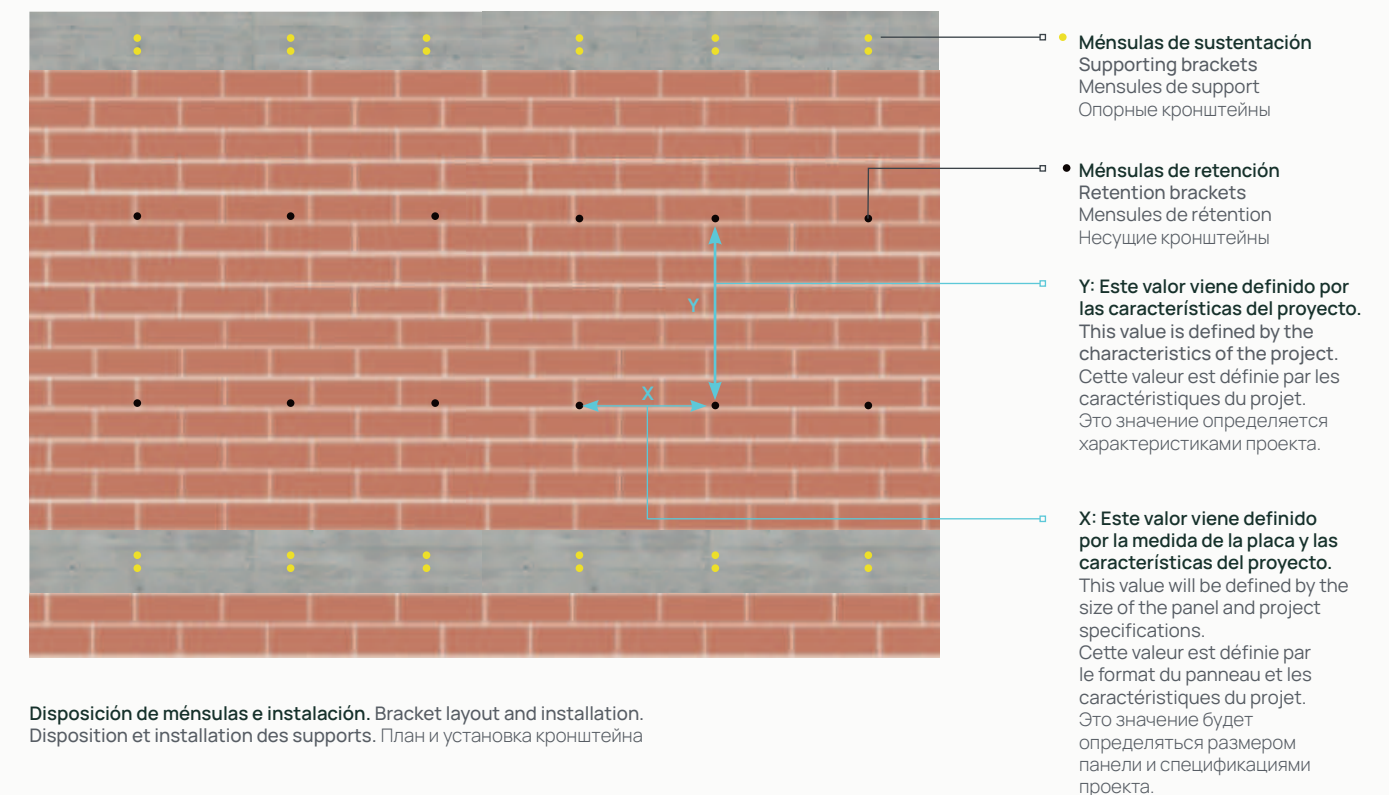 Ménsulas de sustentación
Supporting brackets
Mensules de support
Опорные кронштейны
Ménsulas de retención
Retention brackets
Mensules de rétention
Несущие кронштейны
Y: Este valor viene definido por
las características del proyecto.
This value is defined by the
characteristics of the project.
Cette valeur est définie par les
caractéristiques du projet.
Это значение определяется
характеристиками проекта.
Y
X
X: Este valor viene definido
por la medida de la placa y las
características del proyecto.
This value will be defined by the
size of the panel and project
specifications.
Cette valeur est définie par
le format du panneau et les
caractéristiques du projet.
Это значение будет
определяться размером
панели и спецификациями
проекта.
Disposición de ménsulas e instalación. Bracket layout and installation.
Disposition et installation des supports. План и установка кронштейна